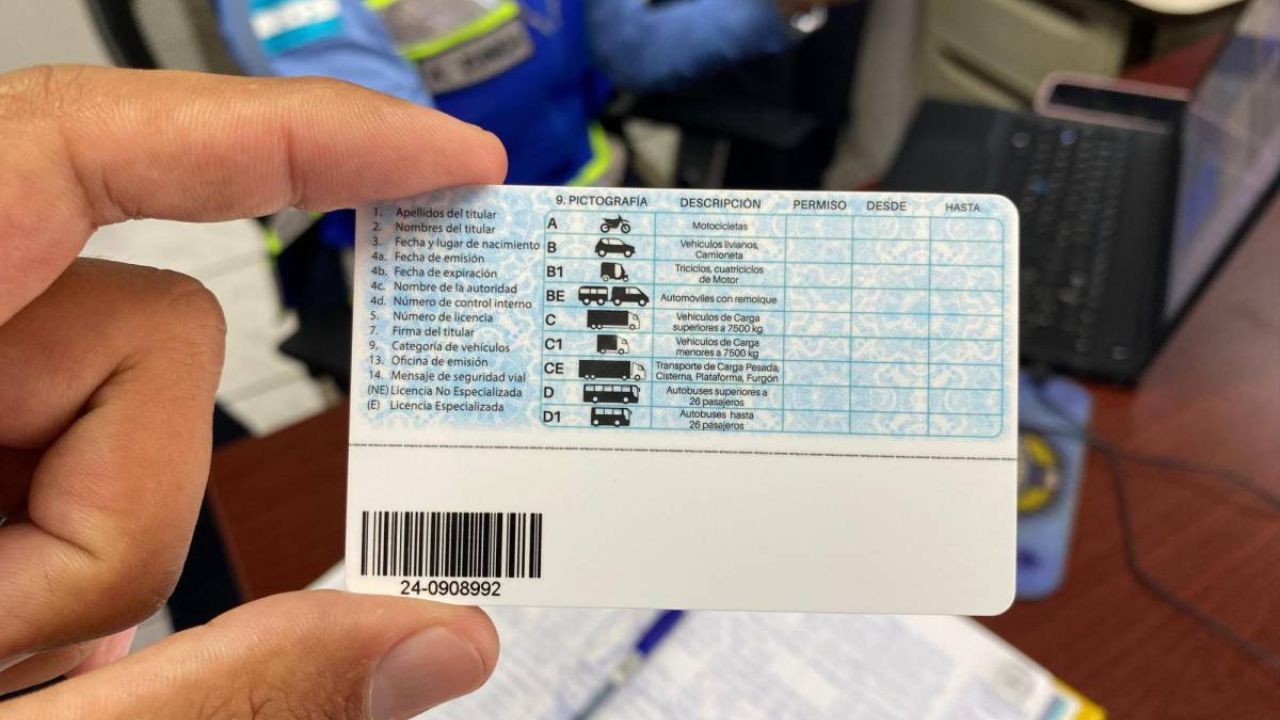 1. Apellidos del titular
2. Nombres del titular
3. Fecha y lugar de nacimiento
4a. Fecha de emisión
4b. Fecha de expiración
4c. Nombre de la autoridad
4d. Número de control interno
5. Número de licencia
7. Firma del titular
9. Categoría de vehículos
13. Oficina de emisión
14. Mensaje de seguridad vial
(NE) Licencia No Especializada
(E) Licencia Especializada
9. PICTOGRAFÍA DESCRIPCIÓN PERMISO DESDE HASTA
A Motocicletas
B Vehiculos livianos,
Camioneta
B1 Triciclos, cuatriciclos
de Motor
BE Automóviles con remolque
C Vehiculos de Carga
superiores a 7500 kg
C1 Vehiculos de Carga
menores a 7500 kg
CE Transporte de Carga Pesada,
Cisterna, Plataforma, Furgón
D Autobuses superiores a
26 pasajeros
D1 Autobuses hasta
26 pasajeros
24-0908992